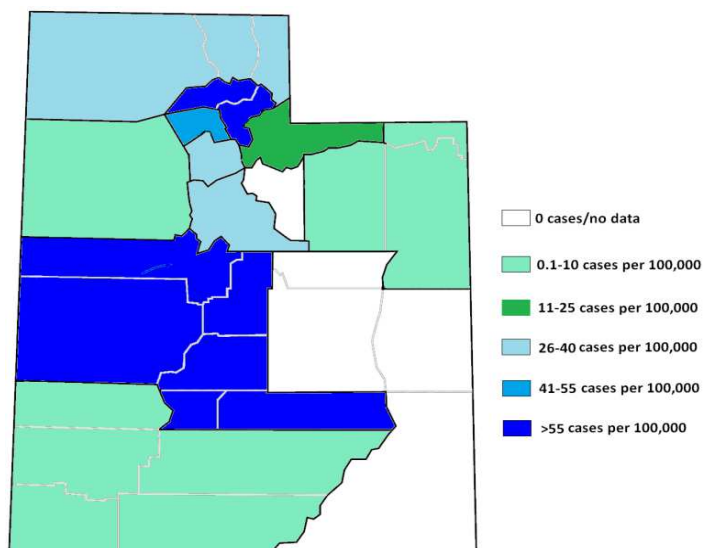 0 cases/no data
0.1-10 cases per 100,000
11-25 cases per 100,000
26-40 cases per 100,000
41-55 cases per 100,000
>55 cases per 100,000